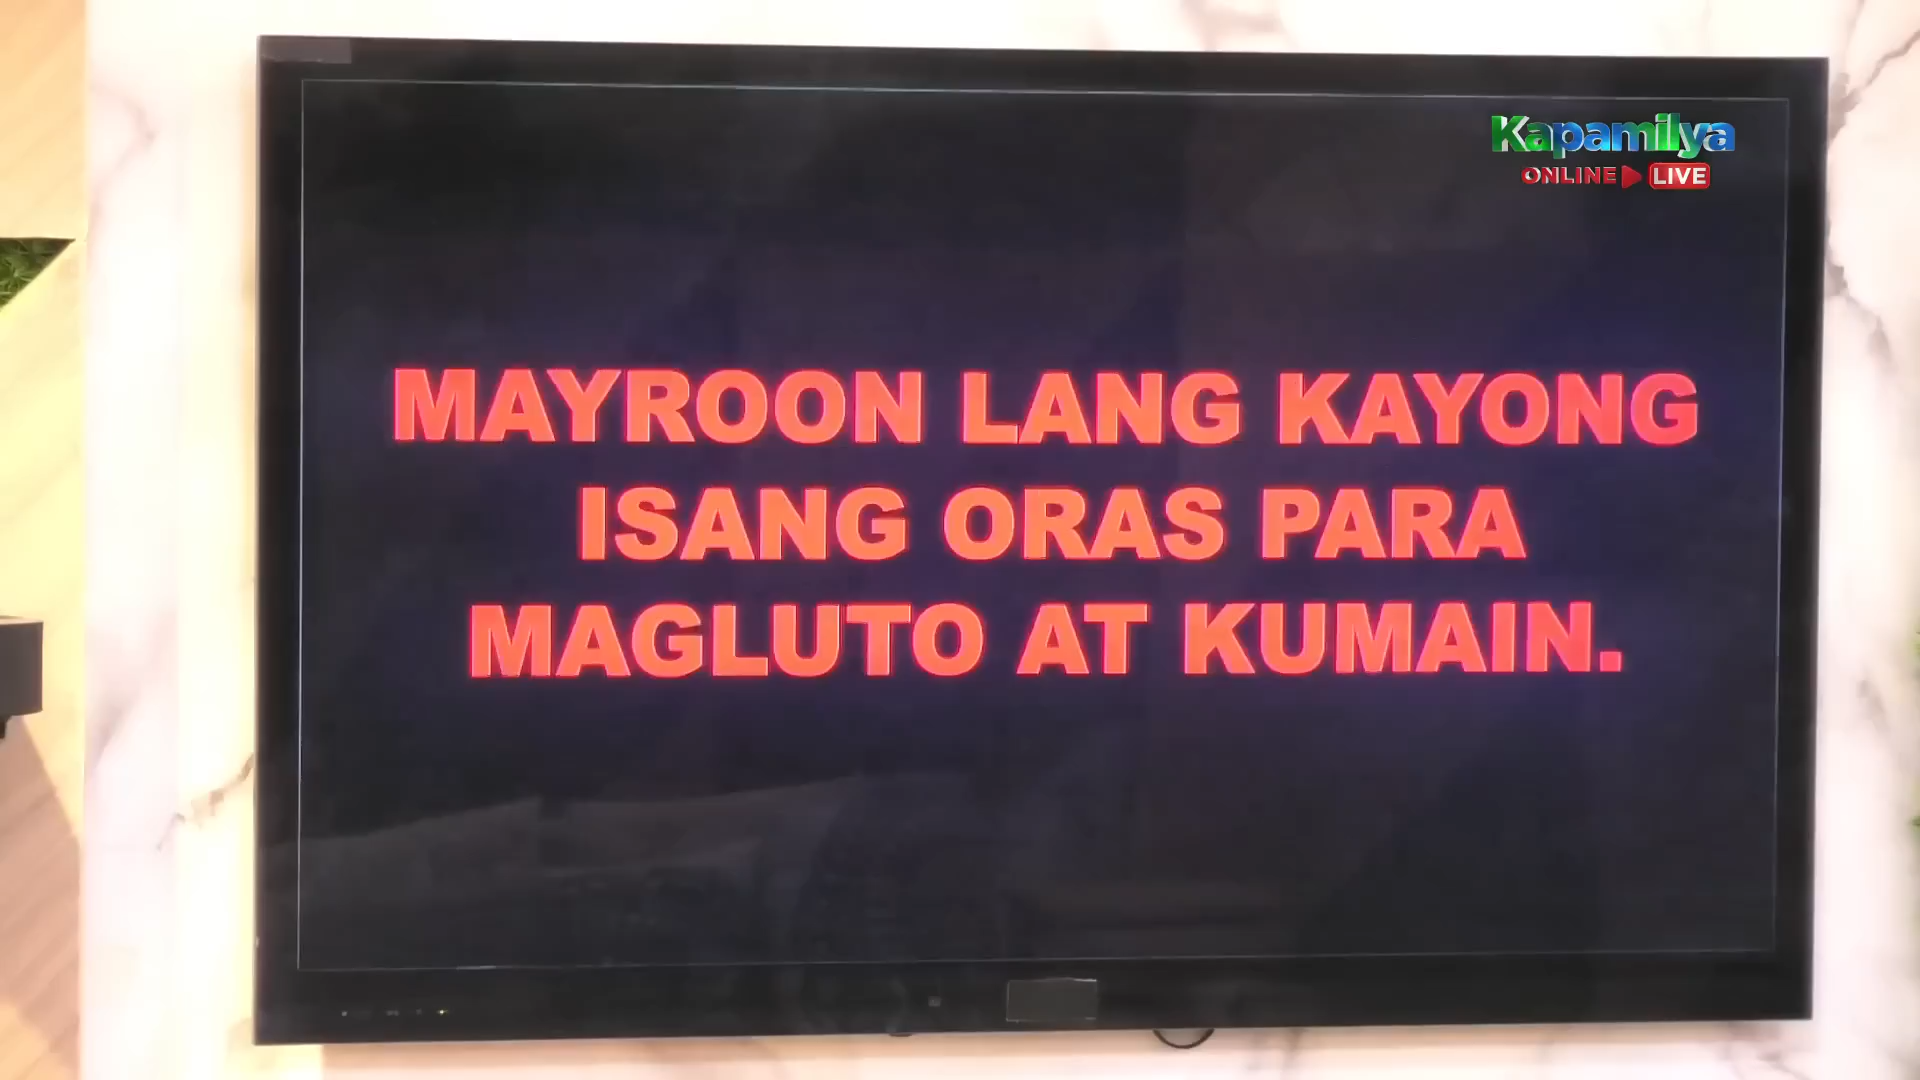 Kapamilya
ONLINE LIVE
MAYROON LANG KAYONG
ISANG ORAS PARA
MAGLUTO AT KUMAIN.